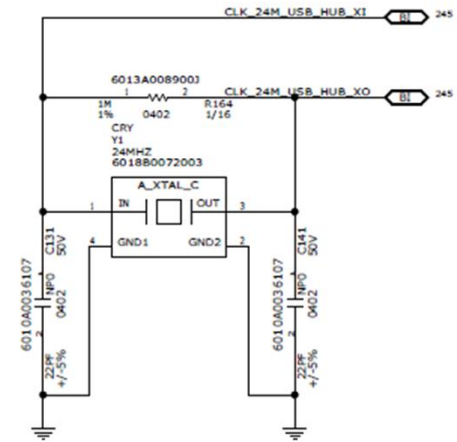 CLK_24M_USB_HUB_XI
BI
245
6013A008900J
1
2
CLK_24M_USB_HUB_XO
BI
245
1M
R164
1%
0402
1/16
CRY
Y1
24MHZ
6018B0072003
A_XTAL_C
1
IN
OUT
3
4
GND1
GND2
2
C131
50V
1
NPO
0402
6010A0036107
2
22PF
+/-5%
C141
50V
1
NPO
0402
6010A0036107
2
22PF
+/-5%